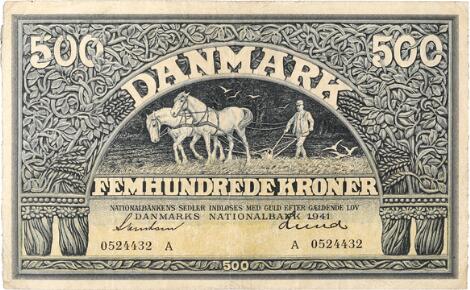 500 500
DANMARK
FEMHUNDREDE KRONER
NATIONALBANKENS SEDLER INDLØSES MED GULD EFTER GÆLDENDE LOV
DANMARKS NATIONALBANK 1941
0524432 A A 0524432
500